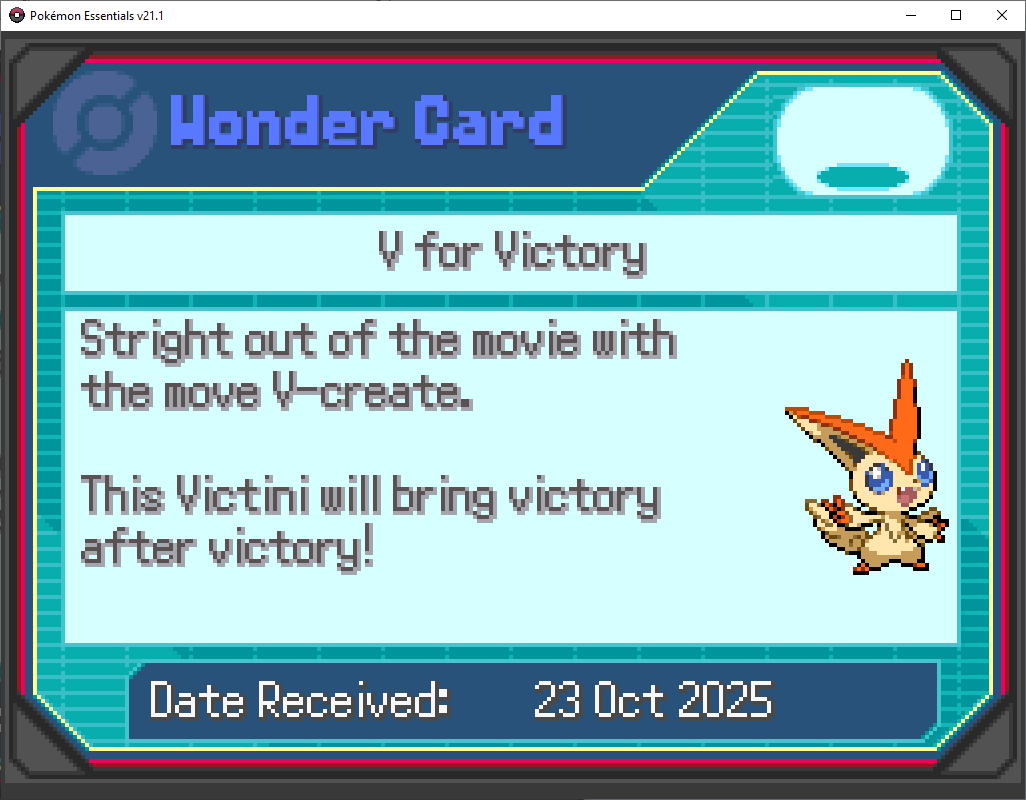 Pokémon Essentials v21.1
Wonder Card
V for Victory
Stright out of the movie with
the move V-create.
This Victini will bring victory
after victory!
Date Received: 23 Oct 2025